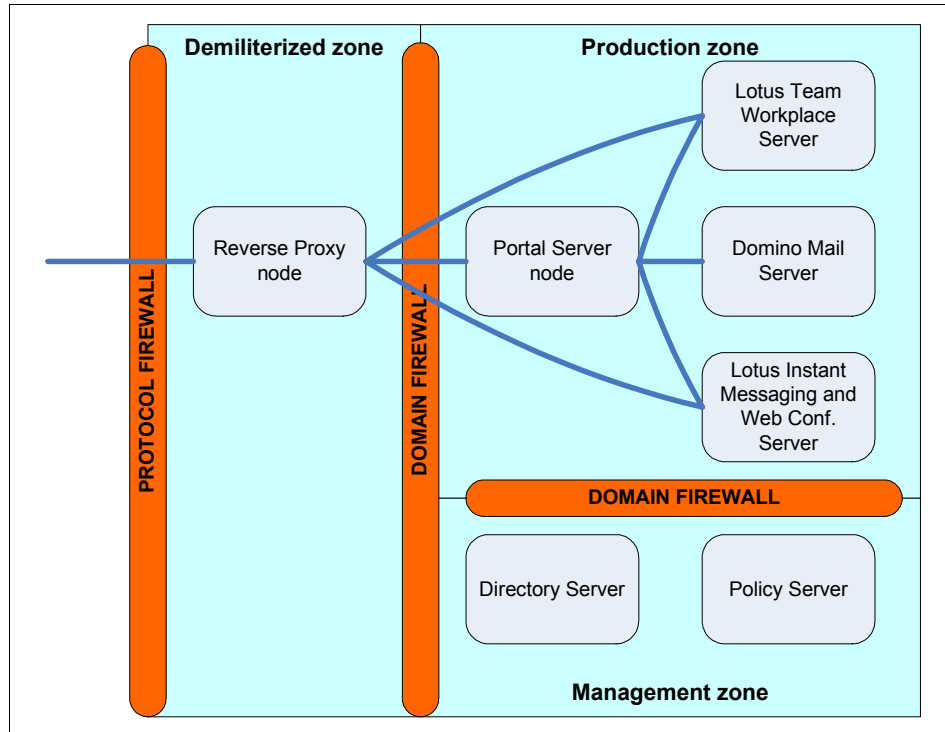 Demiliterized zone
Production zone
PROTOCOL FIREWALL
DOMAIN FIREWALL
Reverse Proxy
node
Portal Server
node
Lotus Team
Workplace
Server
Domino Mail
Server
Lotus Instant
Messaging and
Web Conf.
Server
DOMAIN FIREWALL
Directory Server
Policy Server
Management zone